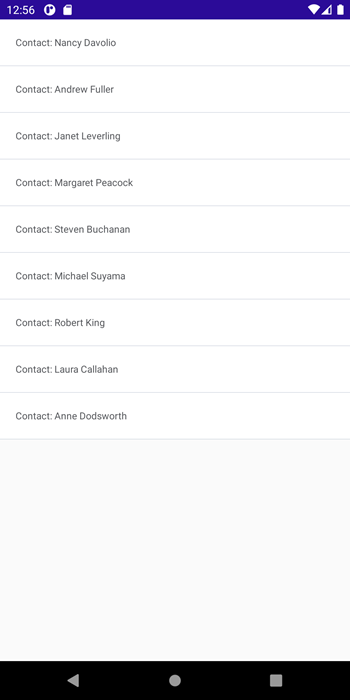 12:56
Contact: Nancy Davolio
Contact: Andrew Fuller
Contact: Janet Leverling
Contact: Margaret Peacock
Contact: Steven Buchanan
Contact: Michael Suyama
Contact: Robert King
Contact: Laura Callahan
Contact: Anne Dodsworth